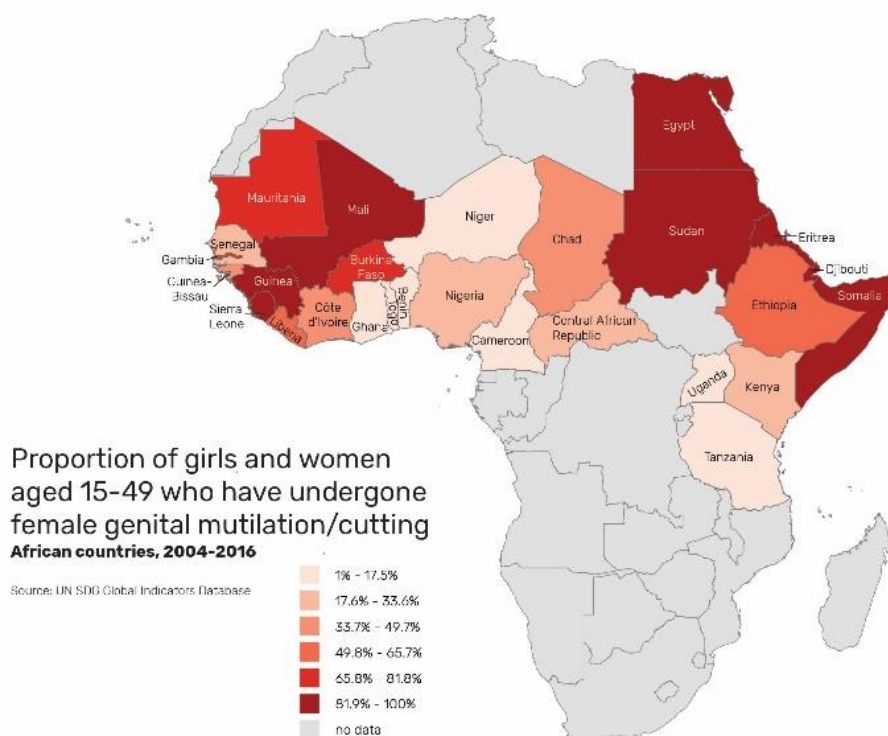 Egypt
Mauritania
Mali
Niger
Chad
Sudan
Eritrea
Senegal
Gambia
Guinea-
Bissau
Guinea
Burkina
Faso
Djibouti
Somalia
Sierra
Leone
Liberia
Côte
d'Ivoire
Ghana
Togo
Benin
Nigeria
Ethiopia
Cameroon
Central African
Republic
Uganda
Kenya
Tanzania
Proportion of girls and women
aged 15-49 who have undergone
female genital mutilation/cutting
African countries, 2004-2016
Source: UN SDG Global Indicators Database
1% - 17.5%
17.6% - 33.6%
33.7% - 49.7%
49.8% - 65.7%
65.8% - 81.8%
81.9% - 100%
no data